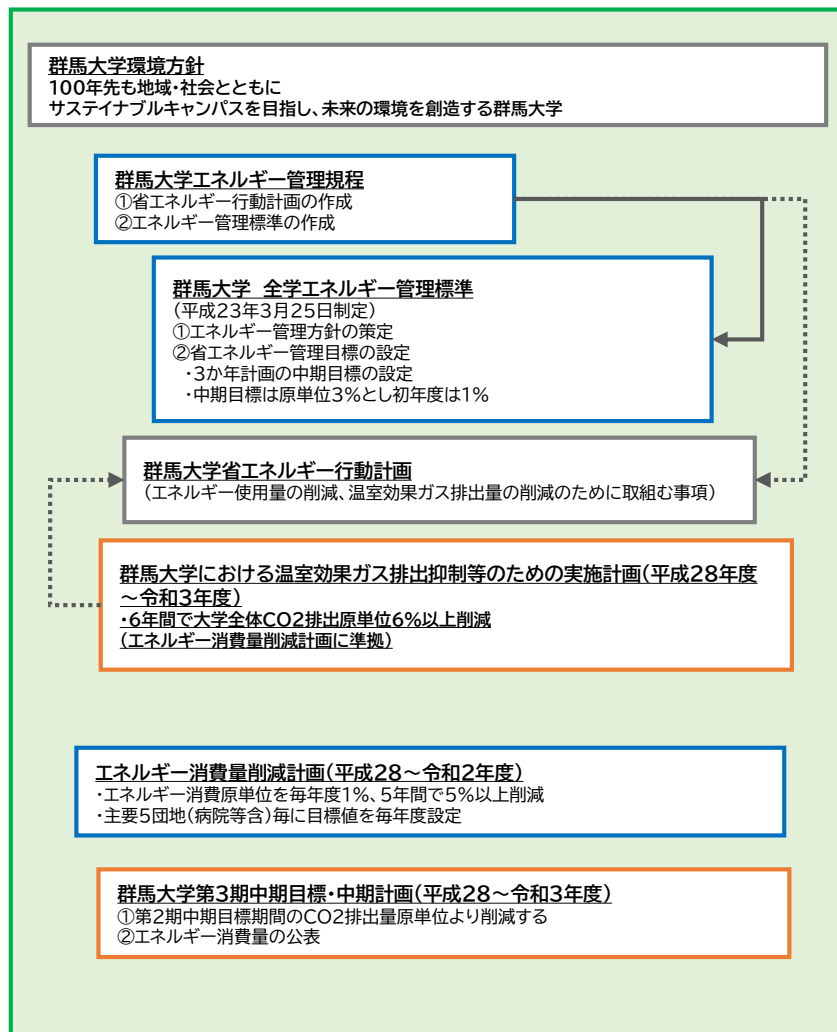 群馬大学環境方針
100年先も地域・社会とともに
サステイナブルキャンパスを目指し、未来の環境を創造する群馬大学
群馬大学エネルギー管理規程
①省エネルギー行動計画の作成
②エネルギー管理標準の作成
群馬大学 全学エネルギー管理標準
(平成23年3月25日制定)
①エネルギー管理方針の策定
②省エネルギー管理目標の設定
・3か年計画の中期目標の設定
・中期目標は原単位3%とし初年度は1%
群馬大学省エネルギー行動計画
(エネルギー使用量の削減、温室効果ガス排出量の削減のために取組む事項)
群馬大学における温室効果ガス排出抑制等のための実施計画(平成28年度
～令和3年度)
・6年間で大学全体CO2排出原単位6%以上削減
(エネルギー消費量削減計画に準拠)
エネルギー消費量削減計画(平成28～令和2年度)
・エネルギー消費原単位を毎年度1%、5年間で5%以上削減
・主要5団地(病院等含)毎に目標値を毎年度設定
群馬大学第3期中期目標・中期計画(平成28～令和3年度)
①第2期中期目標期間のCO2排出量原単位より削減する
②エネルギー消費量の公表